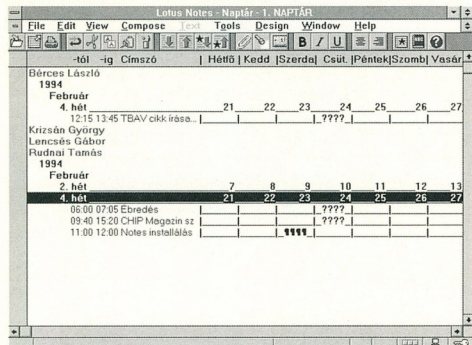 Lotus Notes - Naptár - 1. NAPTÁR
File Edit View Compose Text Tools Design Window Help
B I U
-tól -ig Címszó | Hétfő | Kedd | Szerda | Csüt. | Péntek | Szomb | Vasár
Bérces László
1994
Február
4. hét 21 22 23 24 25 26 27
12:15 13:45 TBAV cikk írása... ????
Krizsán György
Lencsés Gábor
Rudnai Tamás
1994
Február
2. hét 7 8 9 10 11 12 13
4. hét 21 22 23 24 25 26 27
06:00 07:05 Ébredés ????
09:40 15:20 CHIP Magazin sz ????
11:00 12:00 Notes installálás ¶¶¶¶